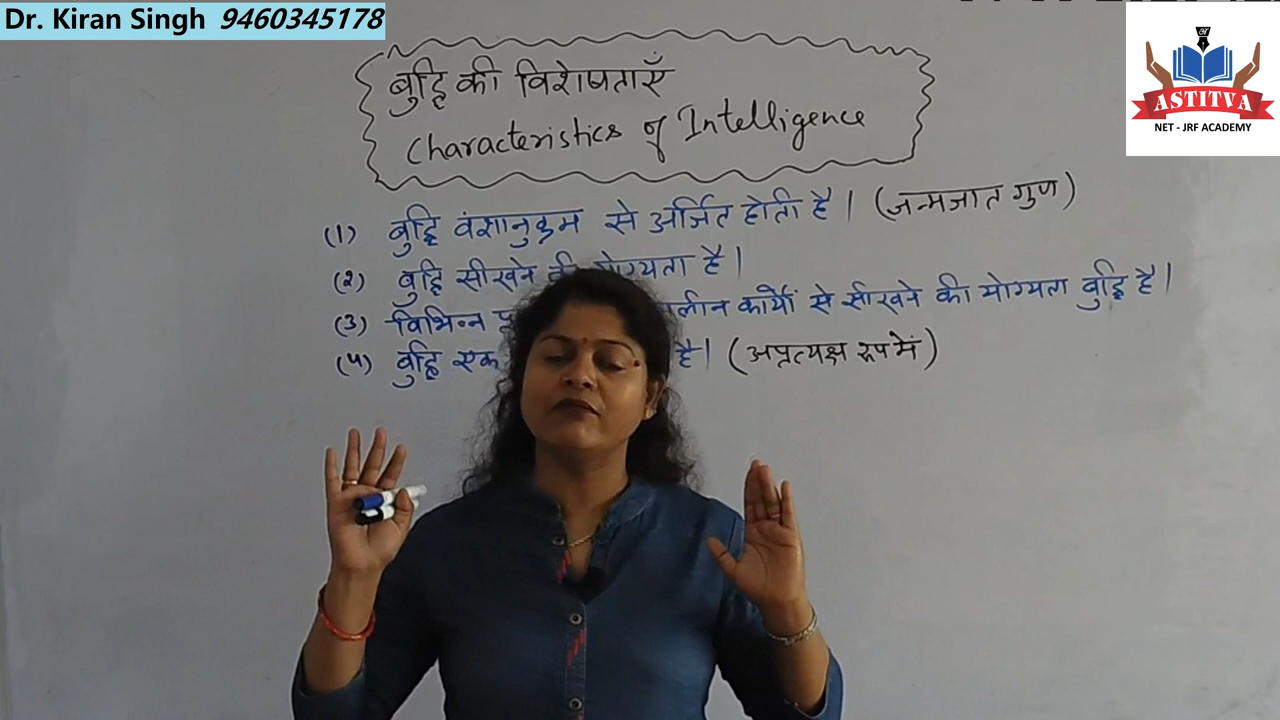 Dr. Kiran Singh 9460345178
ASTITVA
NET - JRF ACADEMY
बुद्धि की विशेषताएँ
Characteristics of Intelligence
(1) बुद्धि वंशानुक्रम से अर्जित होती है। (जन्मजात गुण)
(2) बुद्धि सीखने की योग्यता है।
(3) विभिन्न कार्यो से सीखने की योग्यता बुद्धि है।
(4) बुद्धि एक है। (अप्रत्यक्ष रूप में)